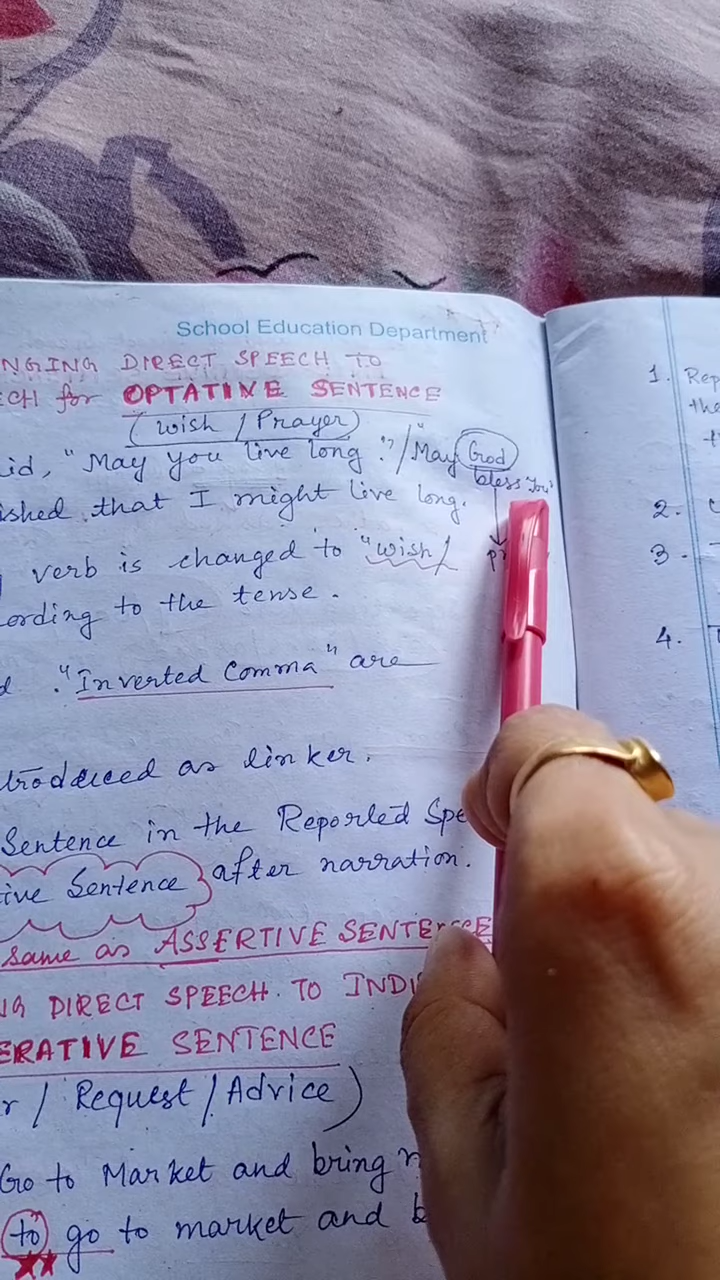 School Education Department
NGING DIRECT SPEECH TO
ECH for OPTATIVE SENTENCE
(Wish / Prayer)
id, "May you live long."/"May God
bless You"
ished that I might live long.
verb is changed to "wish/
ording to the tense.
"Inverted Comma" are
troduced as linker.
Sentence in the Reported Spe
ive Sentence after narration.
same as ASSERTIVE SENTENCE
NG DIRECT SPEECH TO INDI
ERATIVE SENTENCE
r / Request / Advice)
Go to Market and bring
to go to market and b
1. Rep
the
2.
3.
4.